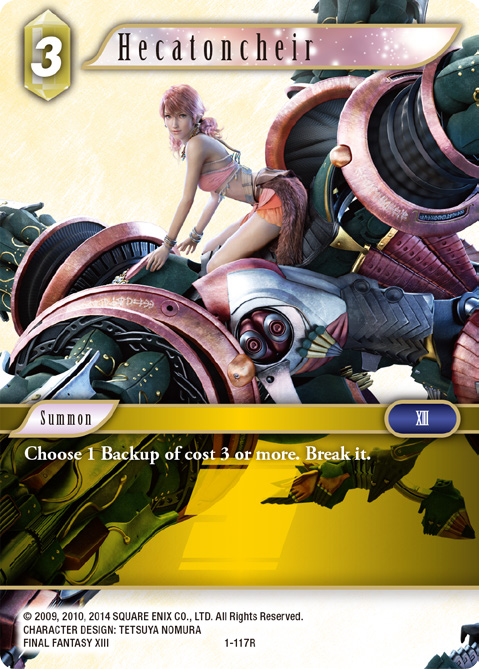 3
Hecatoncheir
Summon
XIII
Choose 1 Backup of cost 3 or more. Break it.
© 2009, 2010, 2014 SQUARE ENIX CO., LTD. All Rights Reserved.
CHARACTER DESIGN: TETSUYA NOMURA
FINAL FANTASY XIII 1-117R